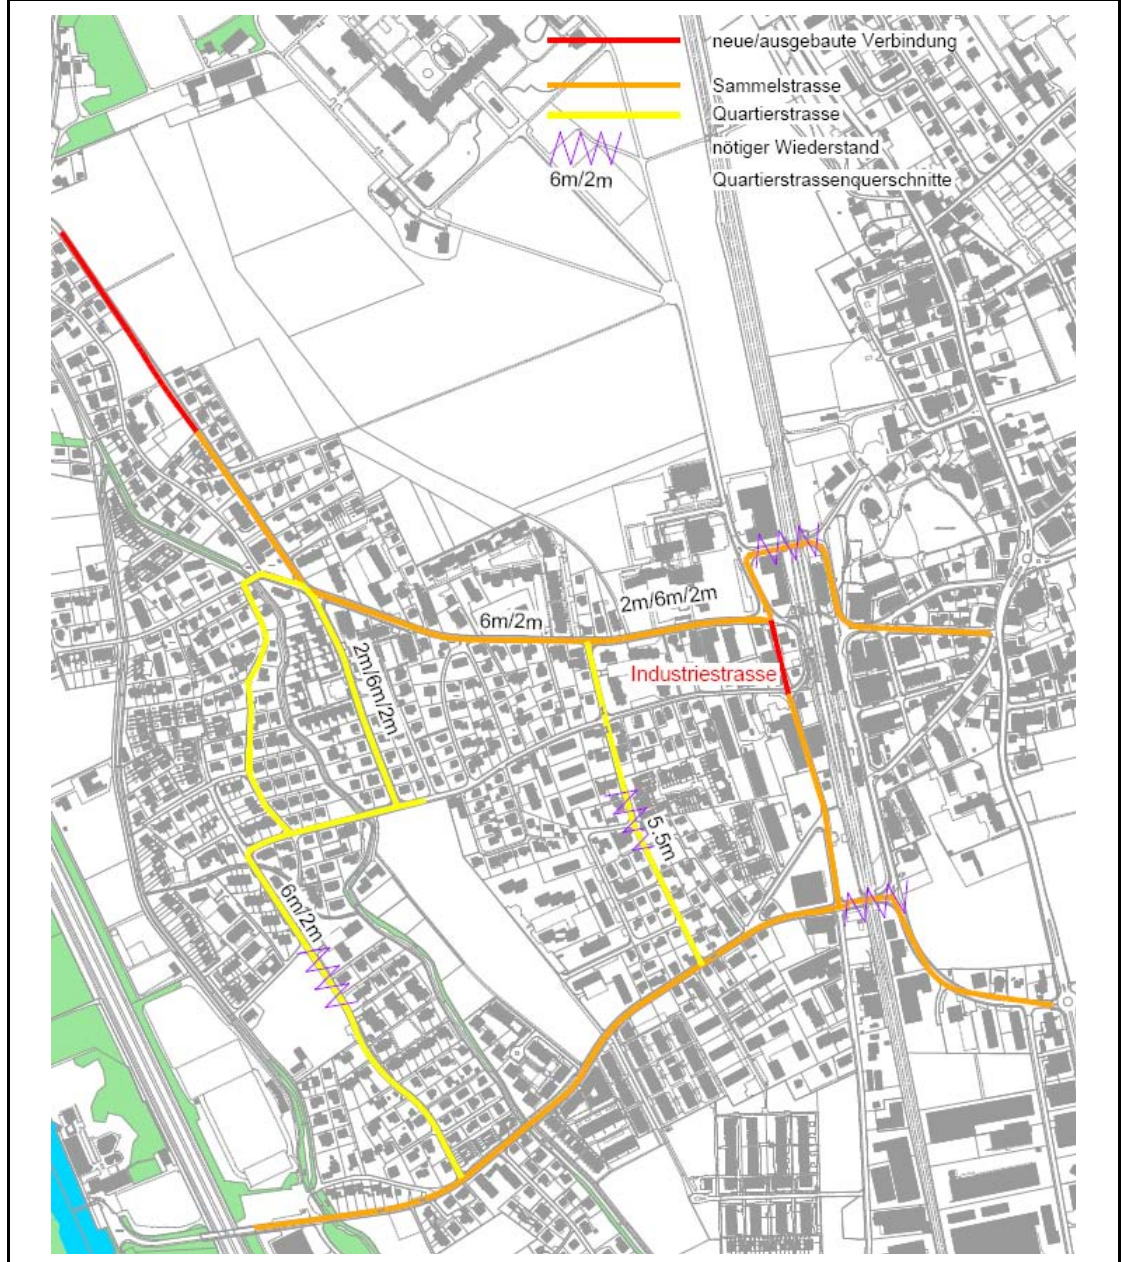 neue/ausgebaute Verbindung
Sammelstrasse
Quartierstrasse
nötiger Wiederstand
6m/2m
Quartierstrassenquerschnitte
2m/6m/2m
6m/2m
Industriestrasse
2m/6m/2m
5.5m
6m/2m